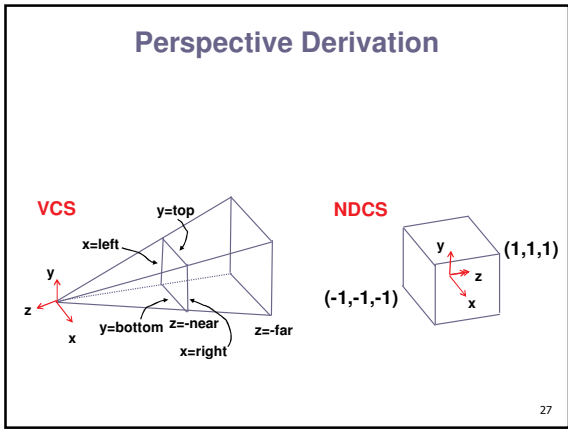 Perspective Derivation
VCS
y=top
x=left
y
z
x
y=bottom
z=-near
x=right
z=-far
NDCS
y
(1,1,1)
z
(-1,-1,-1)
x
27